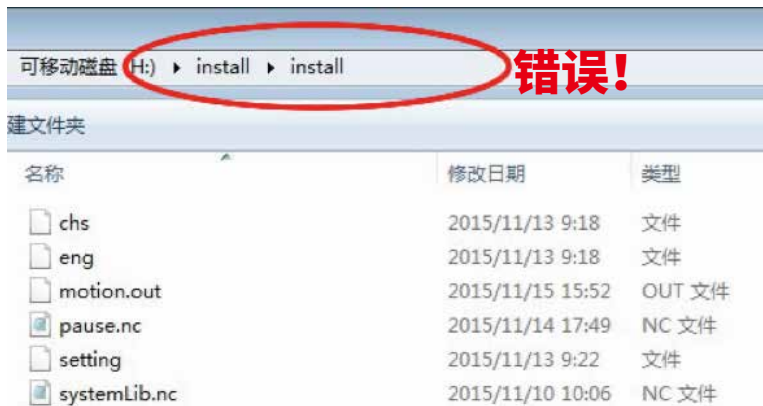 可移动磁盘 (H:) ▸ install ▸ install
错误！
建文件夹
名称 修改日期 类型
chs 2015/11/13 9:18 文件
eng 2015/11/13 9:18 文件
motion.out 2015/11/15 15:52 OUT 文件
pause.nc 2015/11/14 17:49 NC 文件
setting 2015/11/13 9:22 文件
systemLib.nc 2015/11/10 10:06 NC 文件